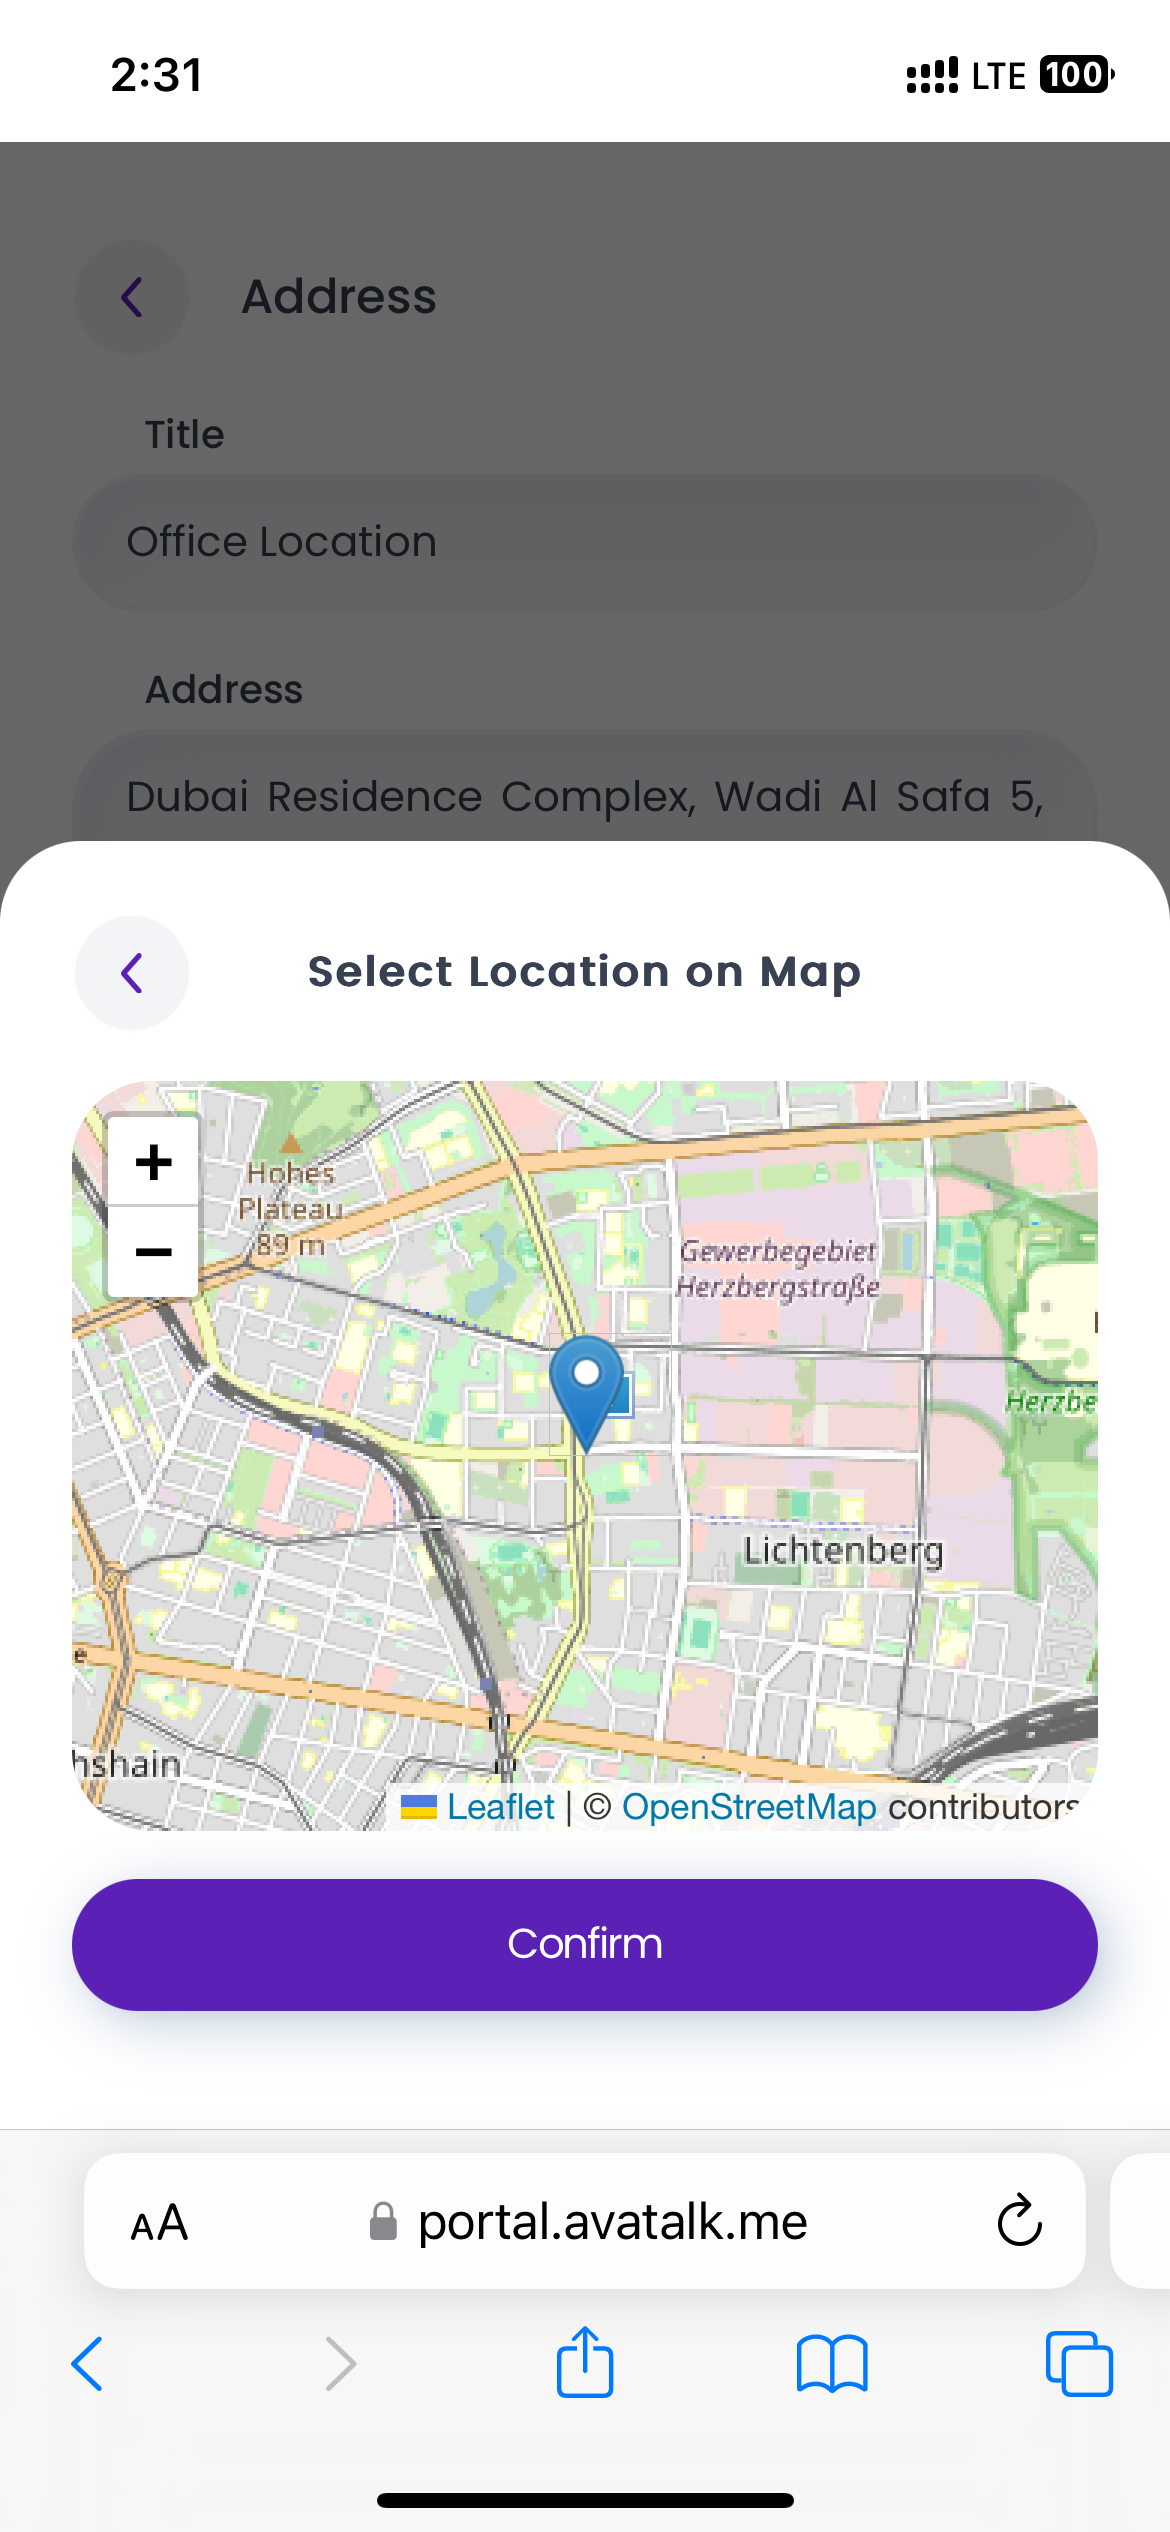 2:31
LTE 100
Address
Title
Office Location
Address
Dubai Residence Complex, Wadi Al Safa 5,
Select Location on Map
+
−
Hohes
Plateau
89 m
Gewerbegebiet
Herzbergstraße
Herzbe
Lichtenberg
e
hshain
Leaflet | © OpenStreetMap contributors
Confirm
AA portal.avatalk.me